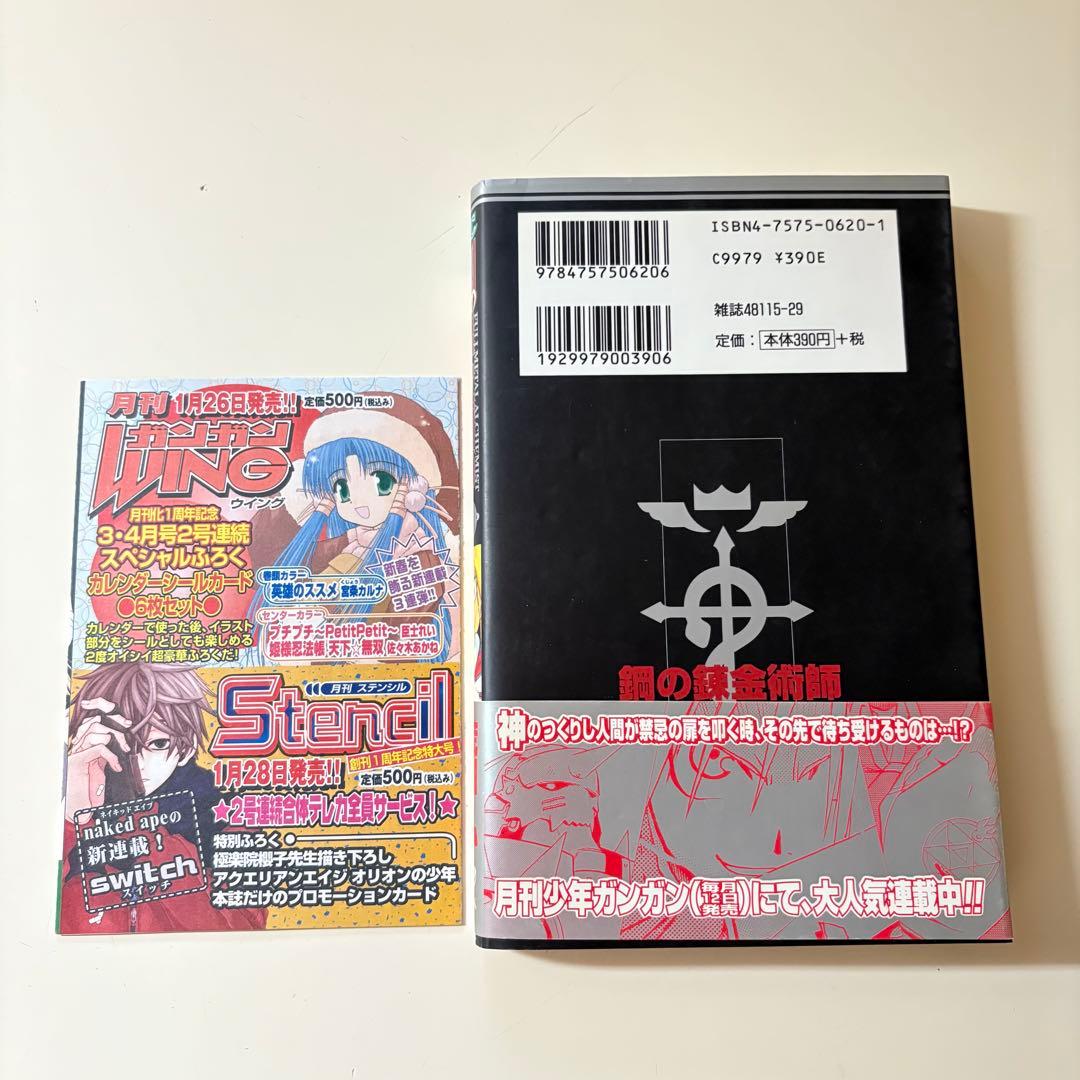 月刊 1月26日発売!! 定価500円(税込み)
ガンガン
WING
ウイング
月刊化1周年記念
3・4月号2号連続
スペシャルふろく
カレンダーシールカード
●6枚セット●
カレンダーで使った後、イラスト
部分をシールとしても楽しめる
2度オイシイ超豪華ふろくだ!
新春を
飾る新連載
3連弾!!
巻頭カラー
英雄のススメ 宮条カルナ
くじょう
センターカラー
プチプチ〜PetitPetit〜 臣士れい
姫様忍法帳 天下☆無双 佐々木あかね
月刊 ステンシル
Stencil
創刊1周年記念特大号!
1月28日発売!! 定価500円(税込み)
★2号連続合体テレカ全員サービス!★
ネイキッド エイプ
naked apeの
新連載!
switch
スイッチ
特別ふろく
極楽院櫻子先生描き下ろし
アクエリアンエイジ オリオンの少年
本誌だけのプロモーションカード
FULLMETAL ALCHEMIST
ISBN4-7575-0620-1
9784757506206
C9979 ¥390E
雑誌48115-29
定価:本体390円+税
1929979003906
鋼の錬金術師
神のつくりし人間が禁忌の扉を叩く時、その先で待ち受けるものは…!?
月刊少年ガンガン(毎月12日発売)にて、大人気連載中!!